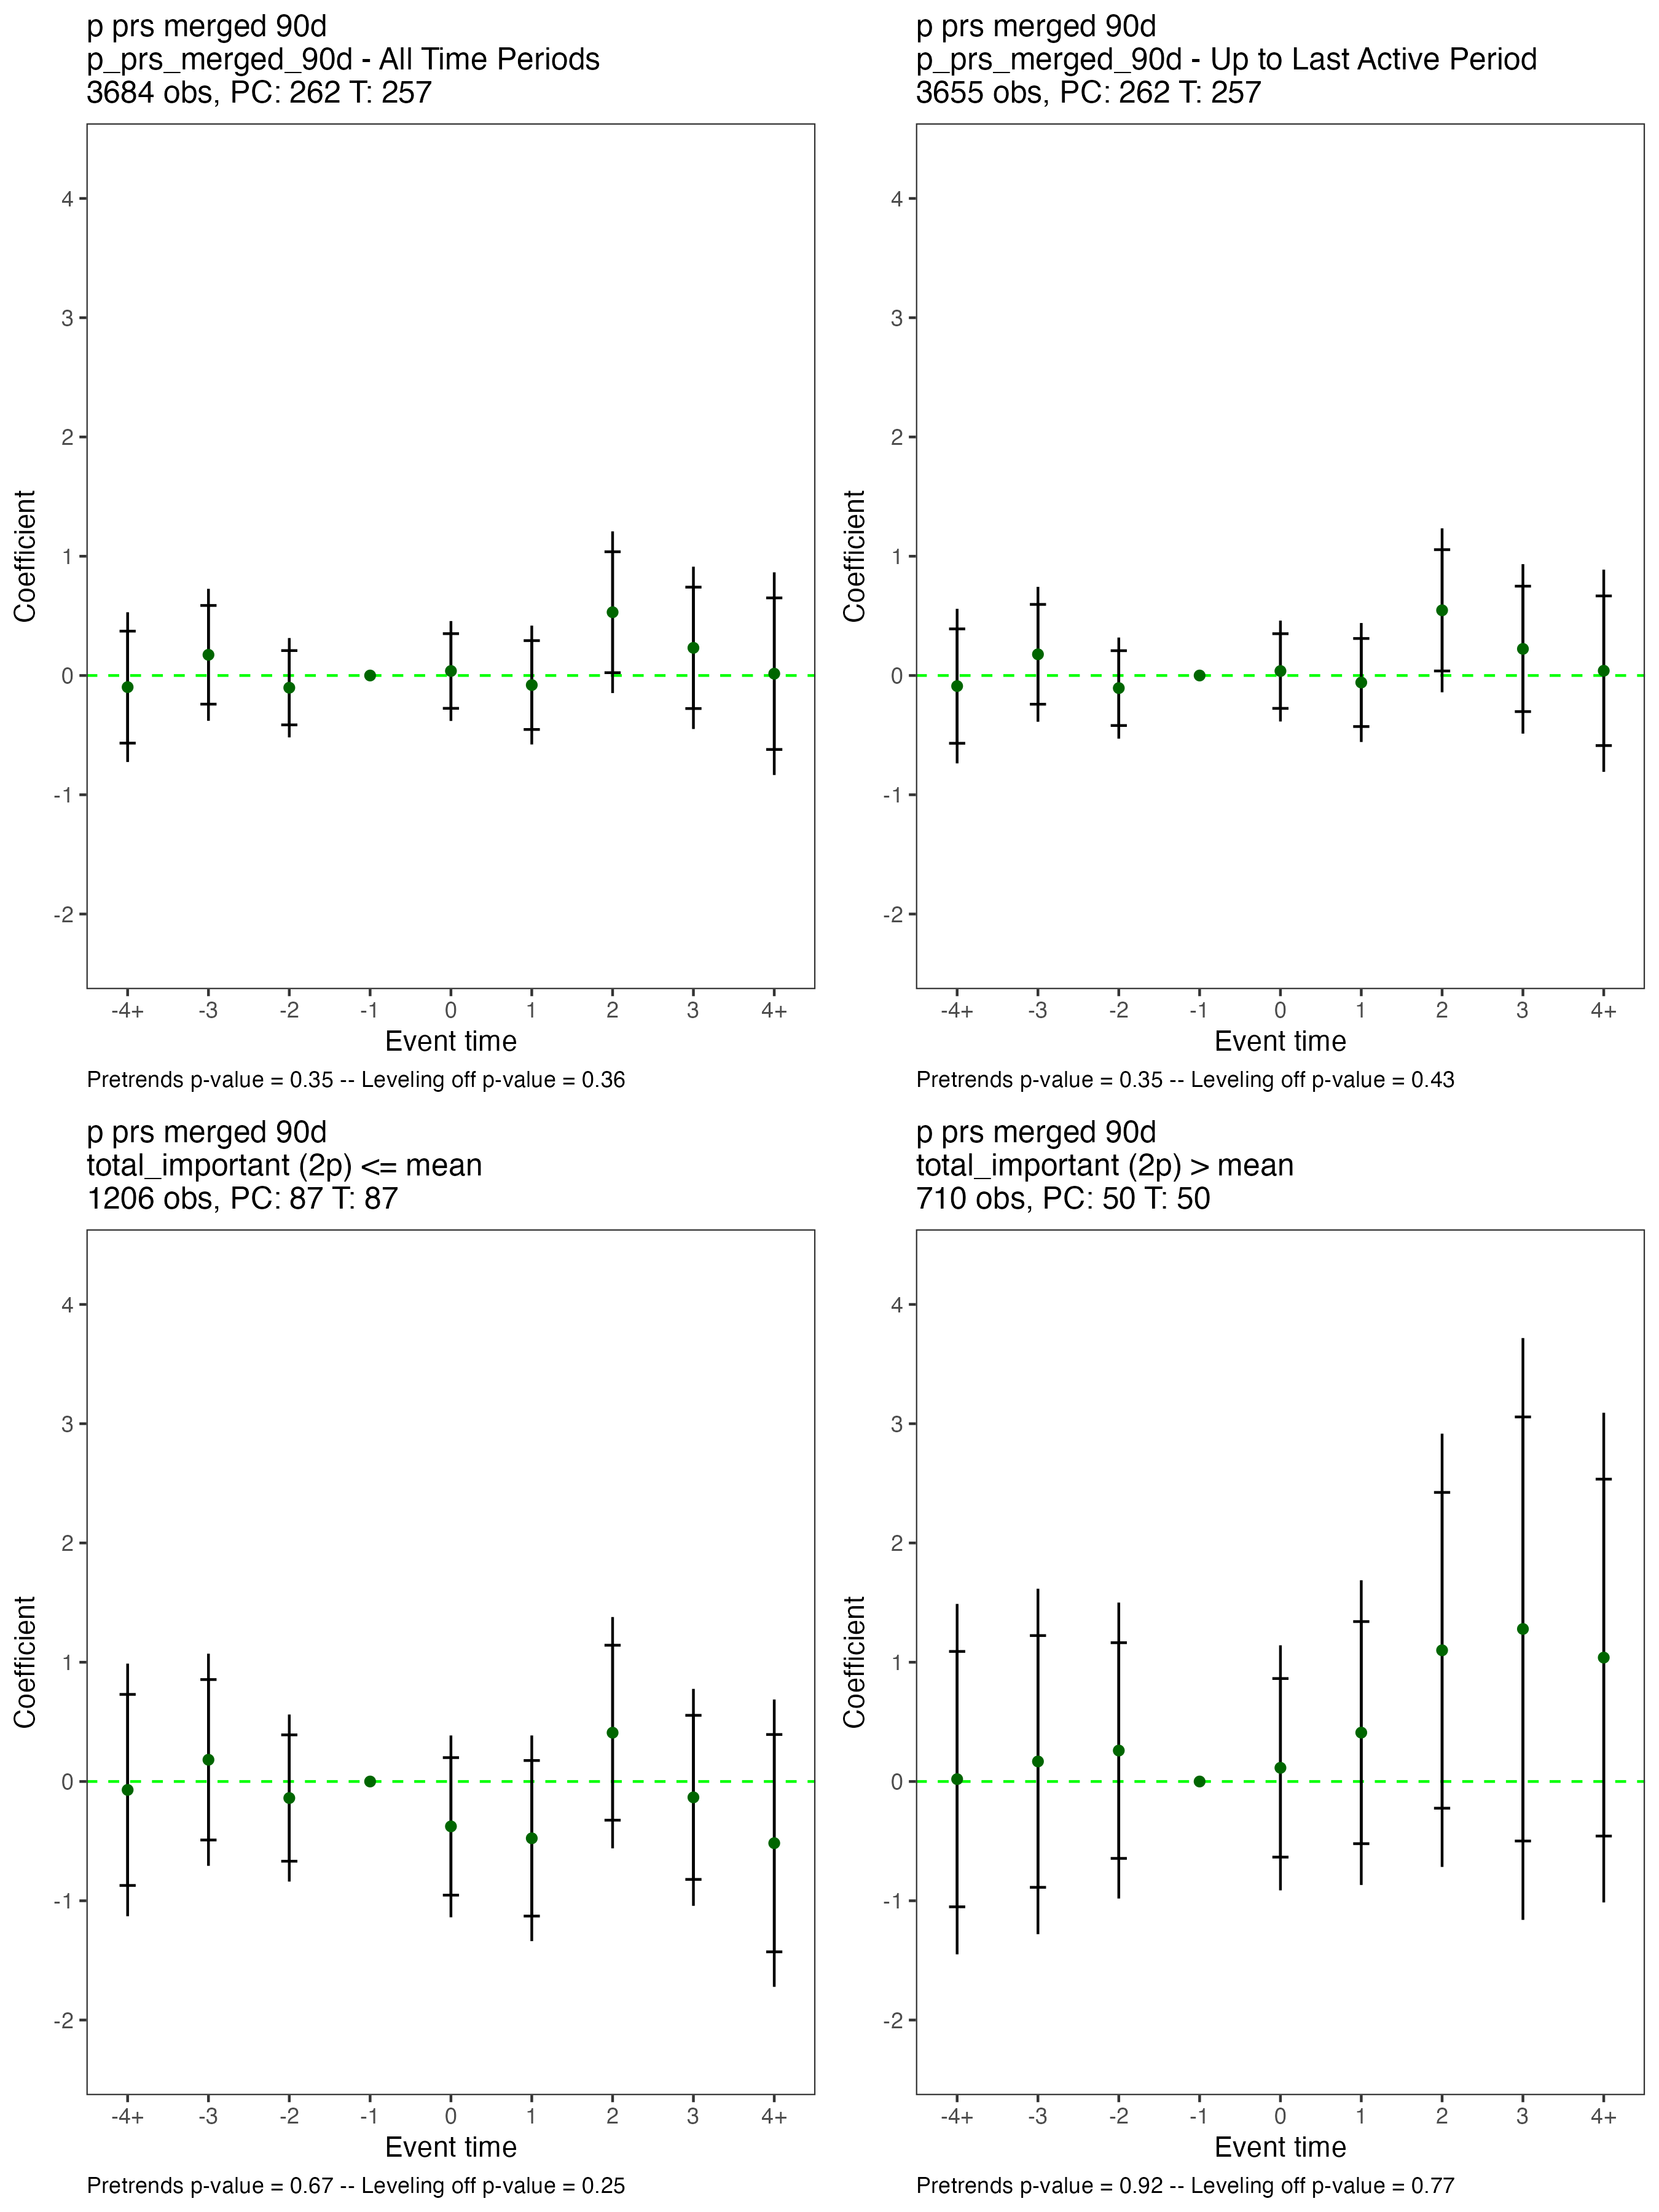 p prs merged 90d
p_prs_merged_90d - All Time Periods
3684 obs, PC: 262 T: 257
Coefficient
4
3
2
1
0
-1
-2
-4+ -3 -2 -1 0 1 2 3 4+
Event time
Pretrends p-value = 0.35 -- Leveling off p-value = 0.36
p prs merged 90d
p_prs_merged_90d - Up to Last Active Period
3655 obs, PC: 262 T: 257
Coefficient
4
3
2
1
0
-1
-2
-4+ -3 -2 -1 0 1 2 3 4+
Event time
Pretrends p-value = 0.35 -- Leveling off p-value = 0.43
p prs merged 90d
total_important (2p) <= mean
1206 obs, PC: 87 T: 87
Coefficient
4
3
2
1
0
-1
-2
-4+ -3 -2 -1 0 1 2 3 4+
Event time
Pretrends p-value = 0.67 -- Leveling off p-value = 0.25
p prs merged 90d
total_important (2p) > mean
710 obs, PC: 50 T: 50
Coefficient
4
3
2
1
0
-1
-2
-4+ -3 -2 -1 0 1 2 3 4+
Event time
Pretrends p-value = 0.92 -- Leveling off p-value = 0.77